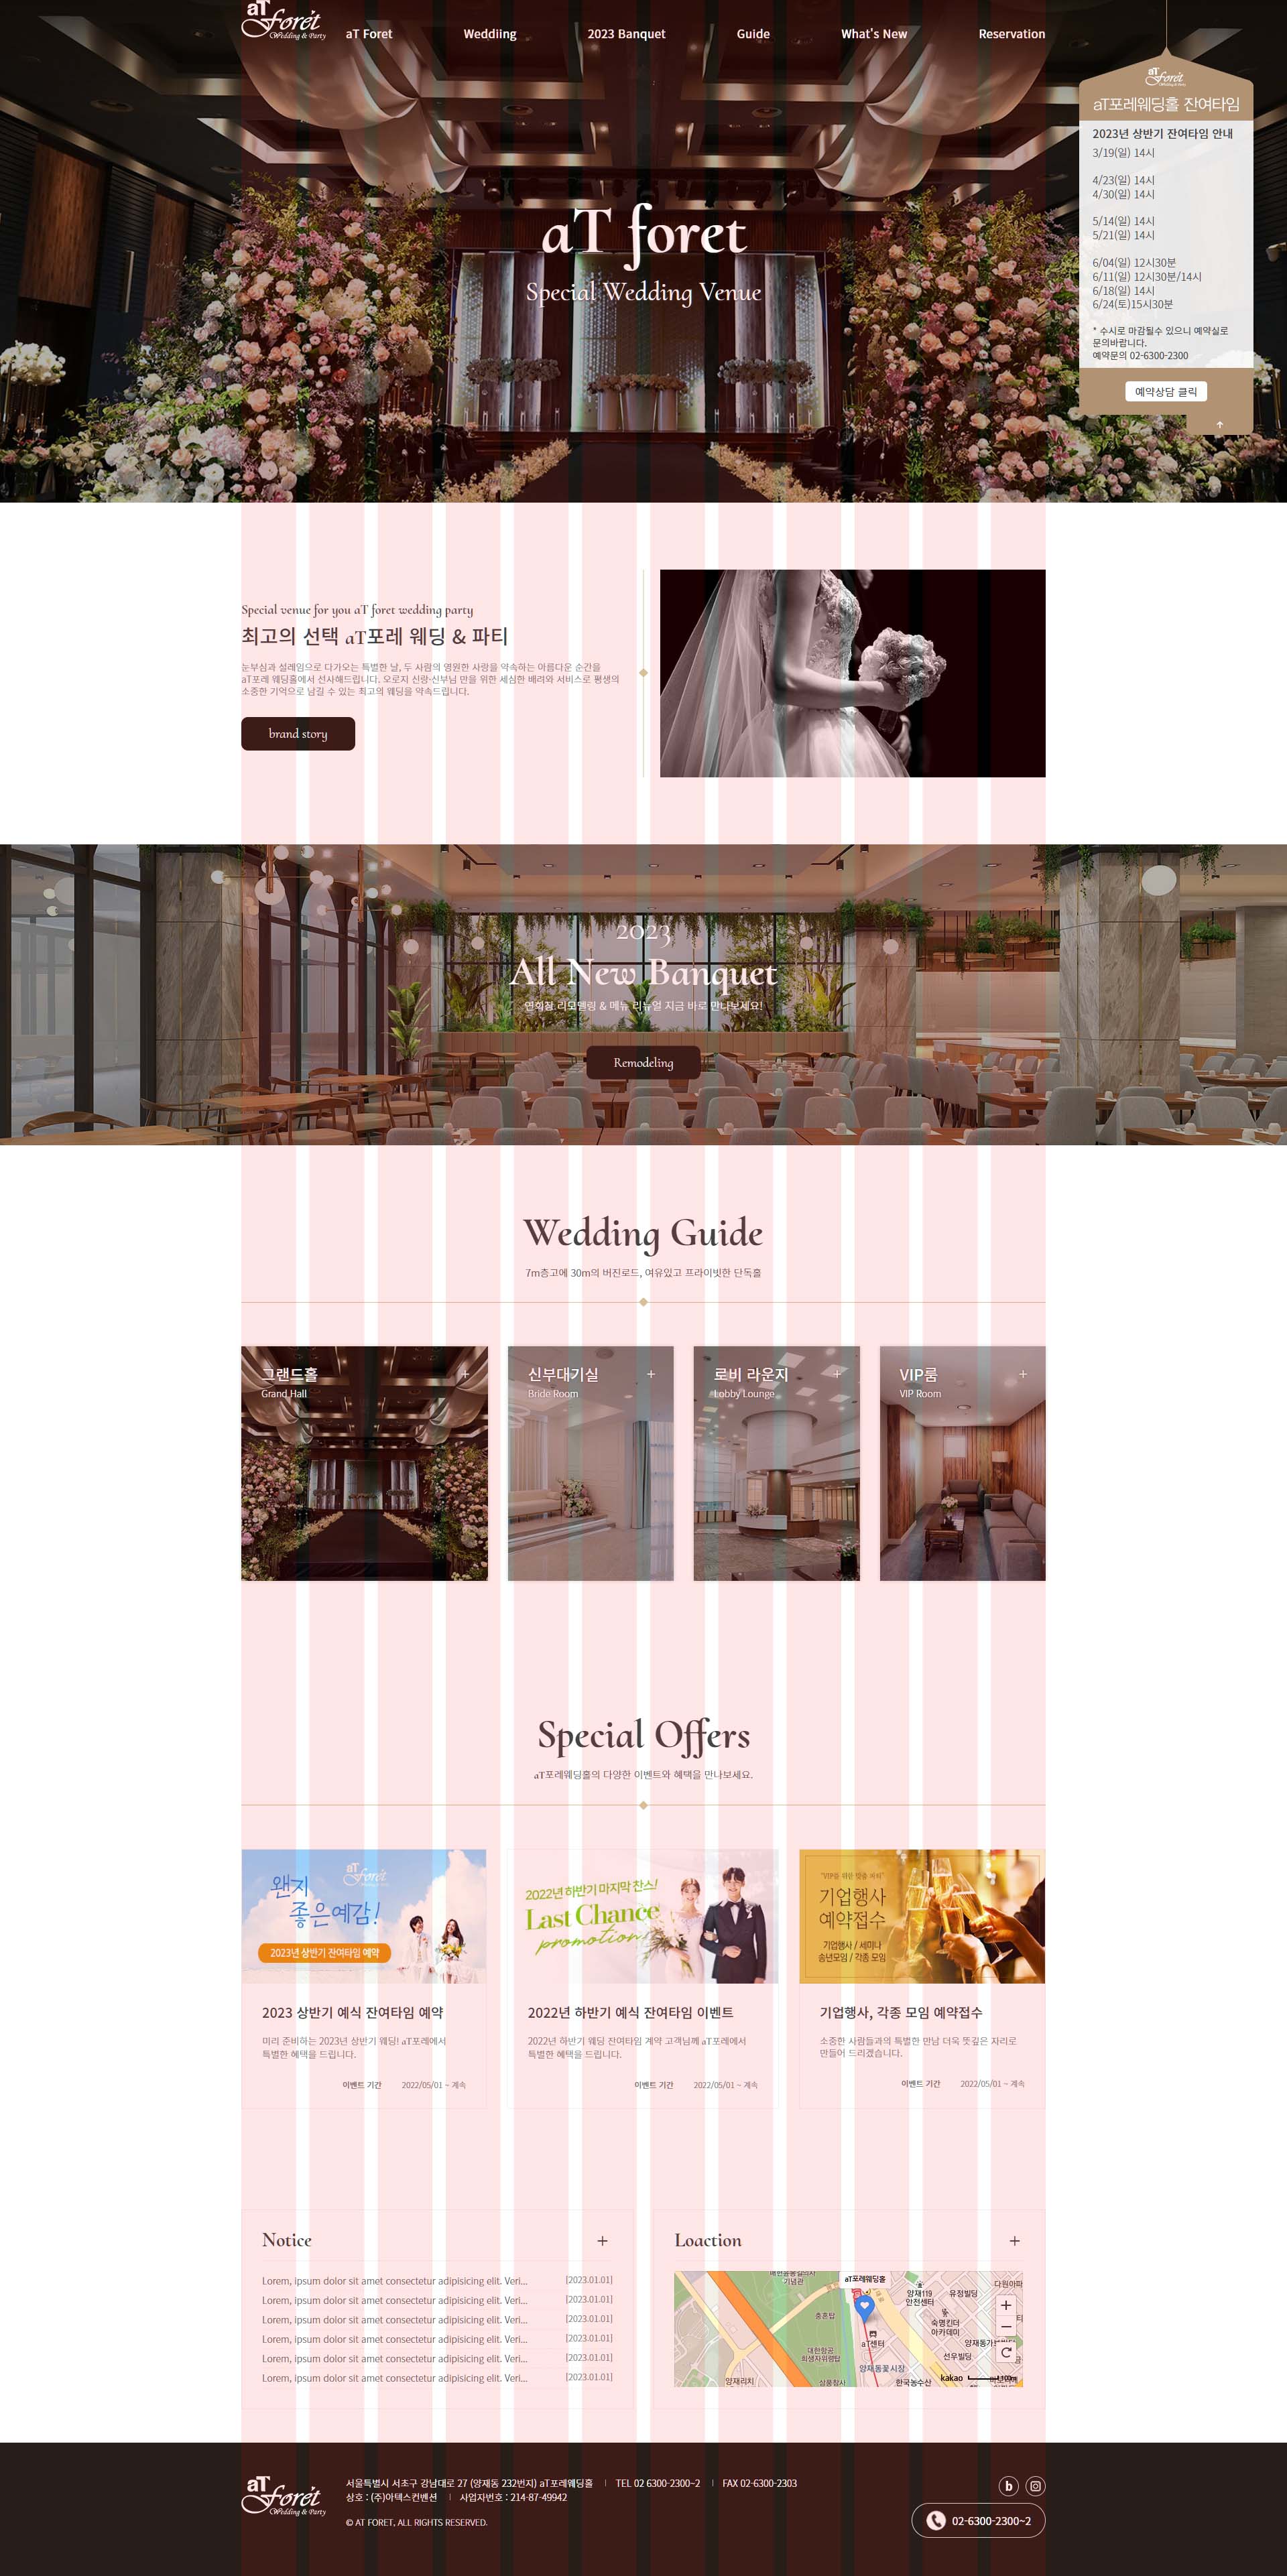 aT
Forét
Wedding & Party
aT Foret
Weddiing
2023 Banquet
Guide
What's New
Reservation
aT
Forét
aT포레웨딩홀 잔여타임
2023년 상반기 잔여타임 안내
3/19(일) 14시
4/23(일) 14시
4/30(일) 14시
5/14(일) 14시
5/21(일) 14시
6/04(일) 12시30분
6/11(일) 12시30분/14시
6/18(일) 14시
6/24(토)15시30분
* 수시로 마감될수 있으니 예약실로
문의바랍니다.
예약문의 02-6300-2300
예약상담 클릭
aT foret
Special Wedding Venue
Special venue for you aT foret wedding party
최고의 선택 aT포레 웨딩 & 파티
눈부심과 설레임으로 다가오는 특별한 날, 두 사람의 영원한 사랑을 약속하는 아름다운 순간을
aT포레 웨딩홀에서 선사해드립니다. 오로지 신랑·신부님 만을 위한 세심한 배려와 서비스로 평생의
소중한 기억으로 남길 수 있는 최고의 웨딩을 약속드립니다.
brand story
2023
All New Banquet
연회장 리모델링 & 메뉴 리뉴얼 지금 바로 만나보세요!
Remodeling
Wedding Guide
7m층고에 30m의 버진로드, 여유있고 프라이빗한 단독홀
그랜드홀
Grand Hall
신부대기실
Bride Room
로비 라운지
Lobby Lounge
VIP룸
VIP Room
Special Offers
aT포레웨딩홀의 다양한 이벤트와 혜택을 만나보세요.
aT
Forét
왠지
좋은예감!
2023년 상반기 잔여타임 예약
2022년 하반기 마지막 찬스!
Last Chance
promotion
"VIP를 위한 맞춤 파티"
기업행사
예약접수
기업행사 / 세미나
송년모임 / 각종 모임
2023 상반기 예식 잔여타임 예약
미리 준비하는 2023년 상반기 웨딩! aT포레에서
특별한 혜택을 드립니다.
이벤트 기간 2022/05/01 ~ 계속
2022년 하반기 예식 잔여타임 이벤트
2022년 하반기 웨딩 잔여타임 계약 고객님께 aT포레에서
특별한 혜택을 드립니다.
이벤트 기간 2022/05/01 ~ 계속
기업행사, 각종 모임 예약접수
소중한 사람들과의 특별한 만남 더욱 뜻깊은 자리로
만들어 드리겠습니다.
이벤트 기간 2022/05/01 ~ 계속
Notice
Lorem, ipsum dolor sit amet consectetur adipisicing elit. Veri... [2023.01.01]
Lorem, ipsum dolor sit amet consectetur adipisicing elit. Veri... [2023.01.01]
Lorem, ipsum dolor sit amet consectetur adipisicing elit. Veri... [2023.01.01]
Lorem, ipsum dolor sit amet consectetur adipisicing elit. Veri... [2023.01.01]
Lorem, ipsum dolor sit amet consectetur adipisicing elit. Veri... [2023.01.01]
Lorem, ipsum dolor sit amet consectetur adipisicing elit. Veri... [2023.01.01]
Loaction
기념관
aT포레웨딩홀
양재119
안전센터
유정빌딩
충혼탑
숙명킨더
아카데미
aT센터
대한항공
희생자위령탑
선우빌딩
양재동꽃시장
양재리치
한국농수산
kakao
100m
aT
Forét
Wedding & Party
서울특별시 서초구 강남대로 27 (양재동 232번지) aT포레웨딩홀 | TEL 02 6300-2300~2 | FAX 02-6300-2303
상호 : (주)아텍스컨벤션 | 사업자번호 : 214-87-49942
© AT FORET, ALL RIGHTS RESERVED.
b
02-6300-2300~2